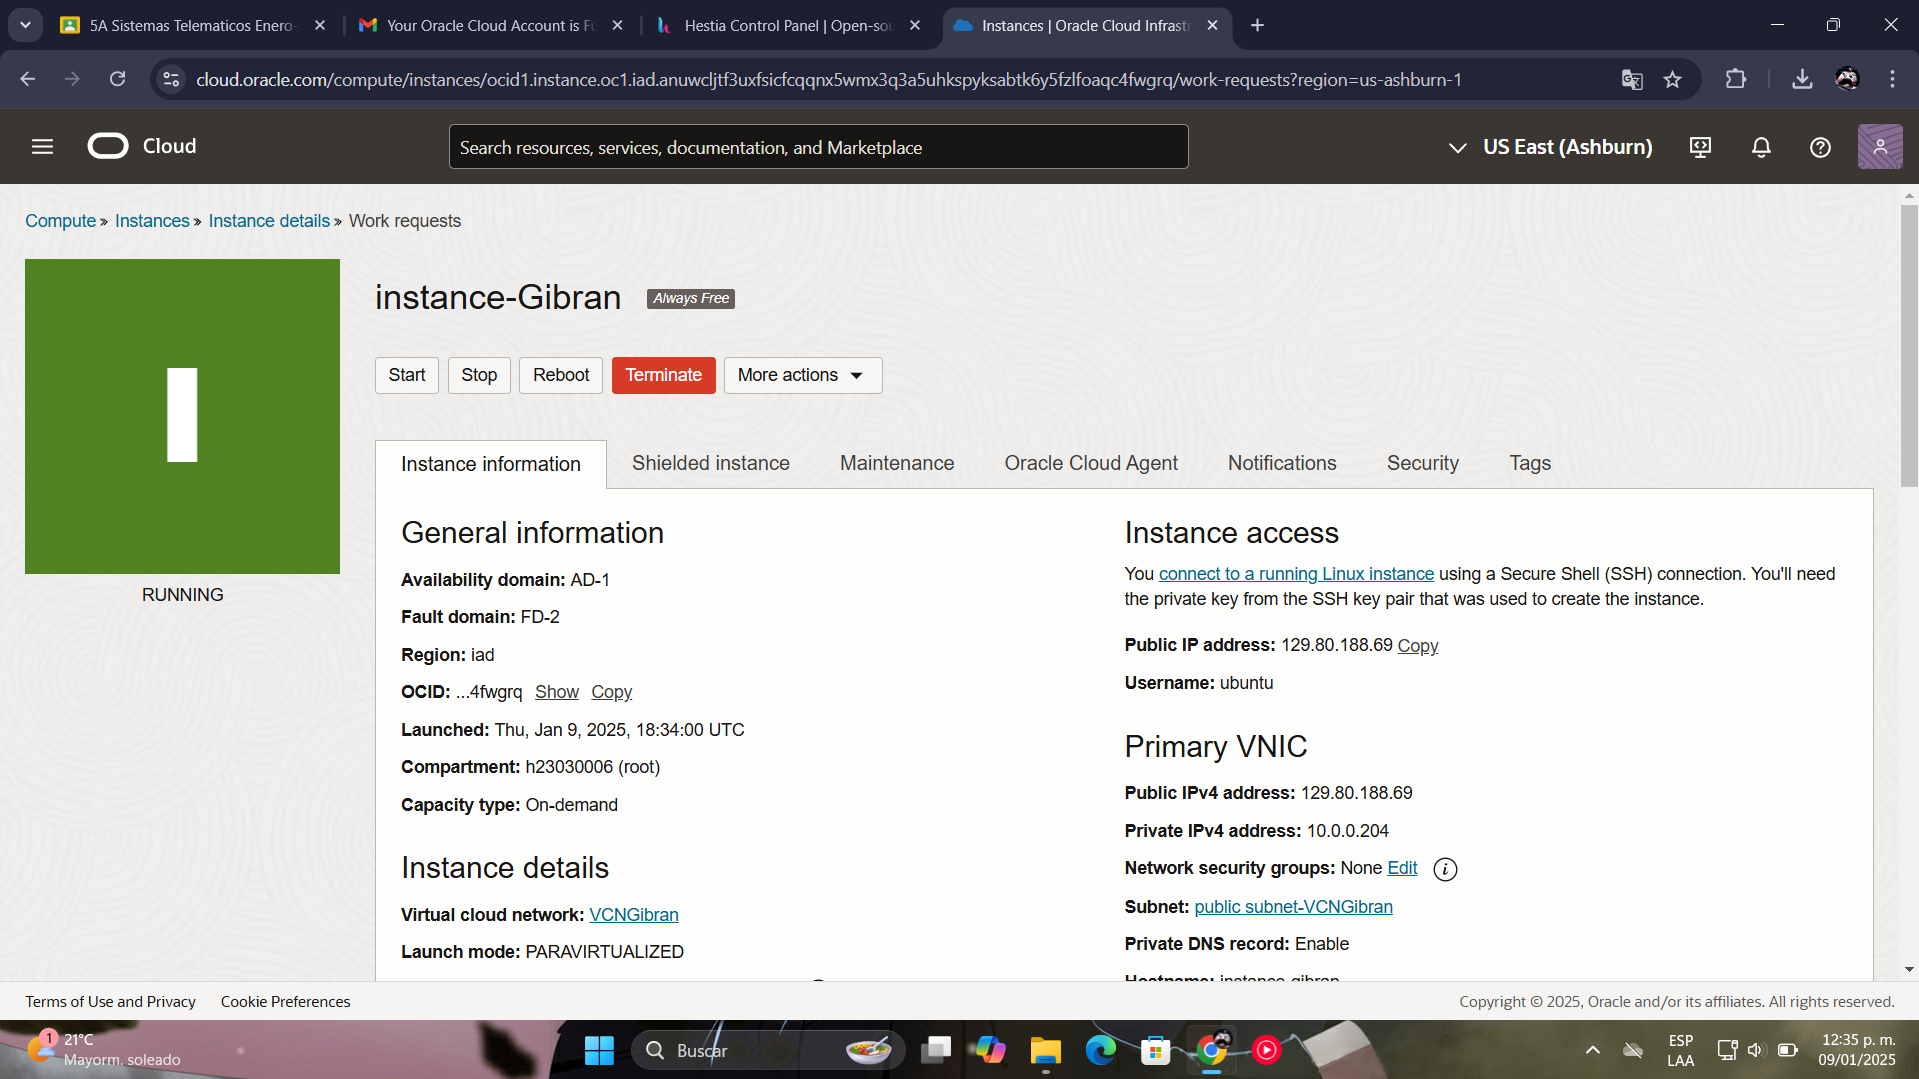 5A Sistemas Telematicos Enero-
Your Oracle Cloud Account is Fu
Hestia Control Panel | Open-sou
Instances | Oracle Cloud Infrastr
cloud.oracle.com/compute/instances/ocid1.instance.oc1.iad.anuwcljtf3uxfsicfcqqnx5wmx3q3a5uhkspyksabtk6y5fzlfoaqc4fwgrq/work-requests?region=us-ashburn-1
Cloud
Search resources, services, documentation, and Marketplace
US East (Ashburn)
Compute » Instances » Instance details » Work requests
I
RUNNING
instance-Gibran
Always Free
Start
Stop
Reboot
Terminate
More actions
Instance information
Shielded instance
Maintenance
Oracle Cloud Agent
Notifications
Security
Tags
General information
Availability domain: AD-1
Fault domain: FD-2
Region: iad
OCID: ...4fwgrq Show Copy
Launched: Thu, Jan 9, 2025, 18:34:00 UTC
Compartment: h23030006 (root)
Capacity type: On-demand
Instance details
Virtual cloud network: VCNGibran
Launch mode: PARAVIRTUALIZED
Instance access
You connect to a running Linux instance using a Secure Shell (SSH) connection. You'll need
the private key from the SSH key pair that was used to create the instance.
Public IP address: 129.80.188.69 Copy
Username: ubuntu
Primary VNIC
Public IPv4 address: 129.80.188.69
Private IPv4 address: 10.0.0.204
Network security groups: None Edit
Subnet: public subnet-VCNGibran
Private DNS record: Enable
Hostname: instance-gibran
Terms of Use and Privacy
Cookie Preferences
Copyright © 2025, Oracle and/or its affiliates. All rights reserved.
1
21°C
Mayorm. soleado
Buscar
ESP
LAA
12:35 p. m.
09/01/2025